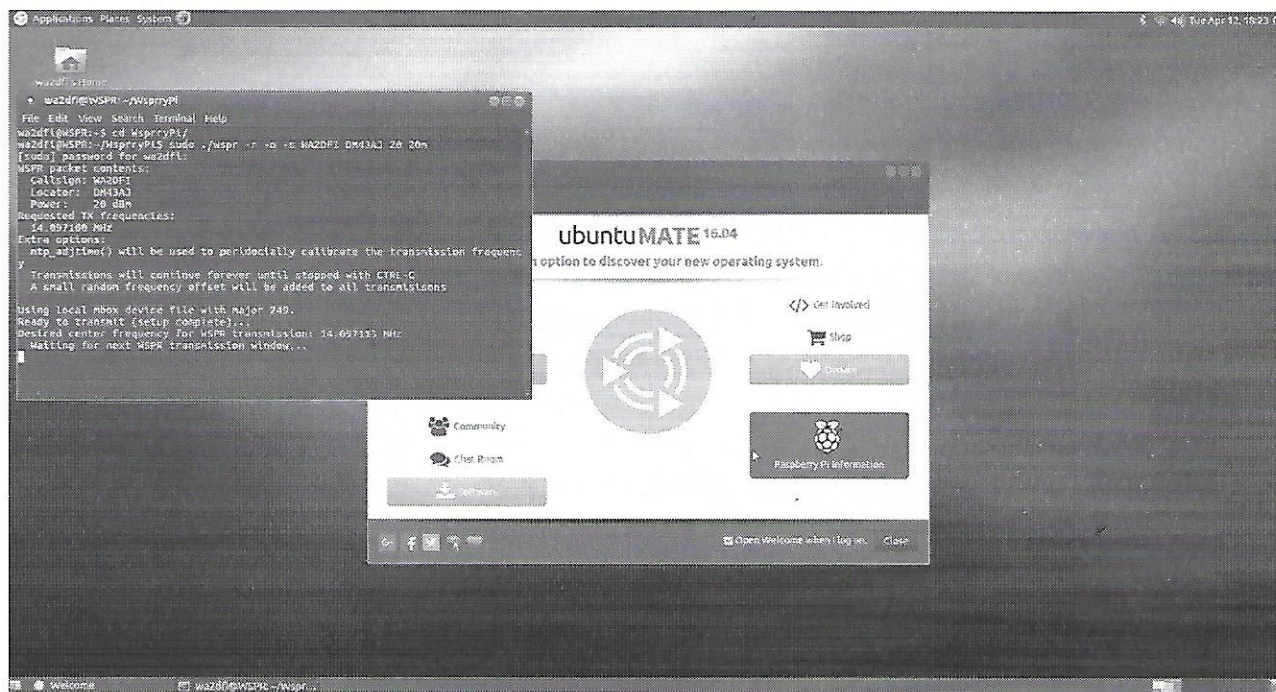 Applications Places System
Tue Apr 12, 18:23
wa2dfi's Home
wa2dfi@WSPR: ~/WsprryPi
File Edit View Search Terminal Help
wa2dfi@WSPR:~$ cd WsprryPi/
wa2dfi@WSPR:~/WsprryPi$ sudo ./wspr -r -o -s WA2DFI DM43AJ 20 20m
[sudo] password for wa2dfi:
WSPR packet contents:
Callsign: WA2DFI
Locator: DM43AJ
Power: 20 dBm
Requested TX frequencies:
14.097100 MHz
Extra options:
ntp_adjtime() will be used to peridocially calibrate the transmission frequenc
y
Transmissions will continue forever until stopped with CTRL-C
A small random frequency offset will be added to all transmisisons
Using local mbox device file with major 249.
Ready to transmit (setup complete)...
Desired center frequency for WSPR transmission: 14.097113 MHz
Waiting for next WSPR transmission window...
ubuntu MATE 16.04
option to discover your new operating system.
Get Involved
Shop
Donate
Community
Chat Room
Raspberry Pi Information
Software
Open Welcome when I log on.
Close
Welcome
wa2dfi@WSPR: ~/Wspr...